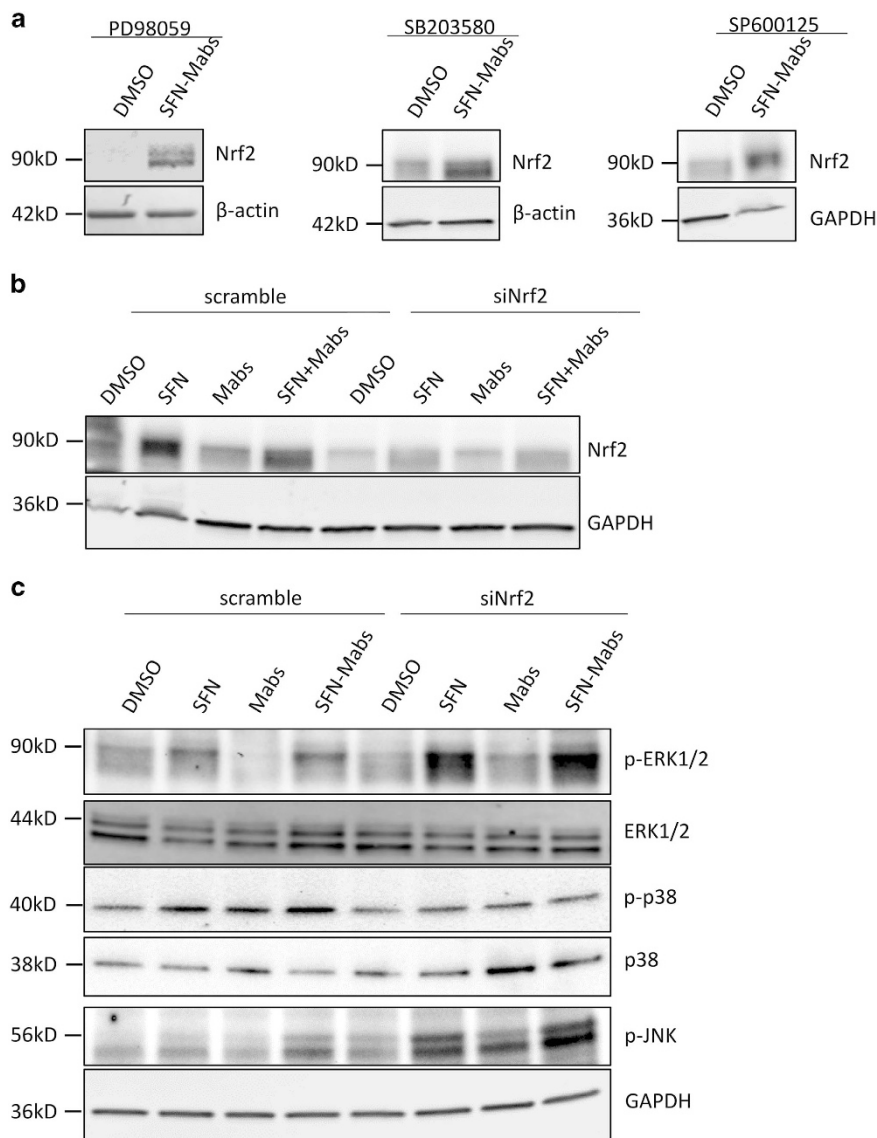 a
PD98059
SB203580
SP600125
DMSO
SFN-Mabs
DMSO
SFN-Mabs
DMSO
SFN-Mabs
90kD
Nrf2
90kD
Nrf2
90kD
Nrf2
42kD
β-actin
42kD
β-actin
36kD
GAPDH
b
scramble
siNrf2
DMSO
SFN
Mabs
SFN+Mabs
DMSO
SFN
Mabs
SFN+Mabs
90kD
Nrf2
36kD
GAPDH
c
scramble
siNrf2
DMSO
SFN
Mabs
SFN-Mabs
DMSO
SFN
Mabs
SFN-Mabs
90kD
p-ERK1/2
44kD
ERK1/2
40kD
p-p38
38kD
p38
56kD
p-JNK
36kD
GAPDH